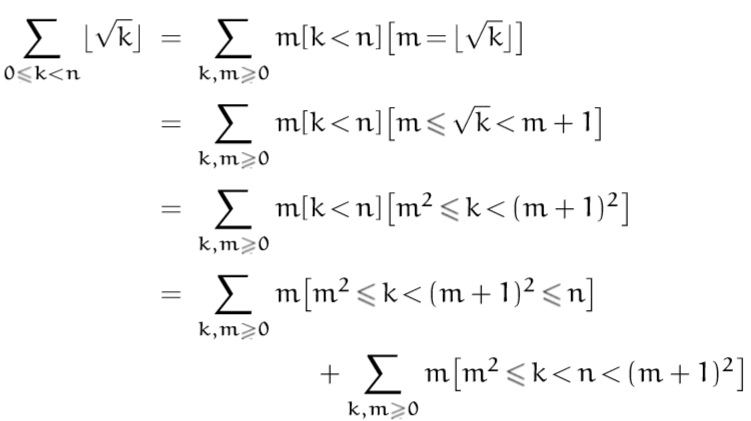 ∑_{0⩽k<n} ⌊√k⌋ = ∑_{k,m⩾0} m[k<n][m=⌊√k⌋]
= ∑_{k,m⩾0} m[k<n][m⩽√k<m+1]
= ∑_{k,m⩾0} m[k<n][m²⩽k<(m+1)²]
= ∑_{k,m⩾0} m[m²⩽k<(m+1)²⩽n]
+ ∑_{k,m⩾0} m[m²⩽k<n<(m+1)²]